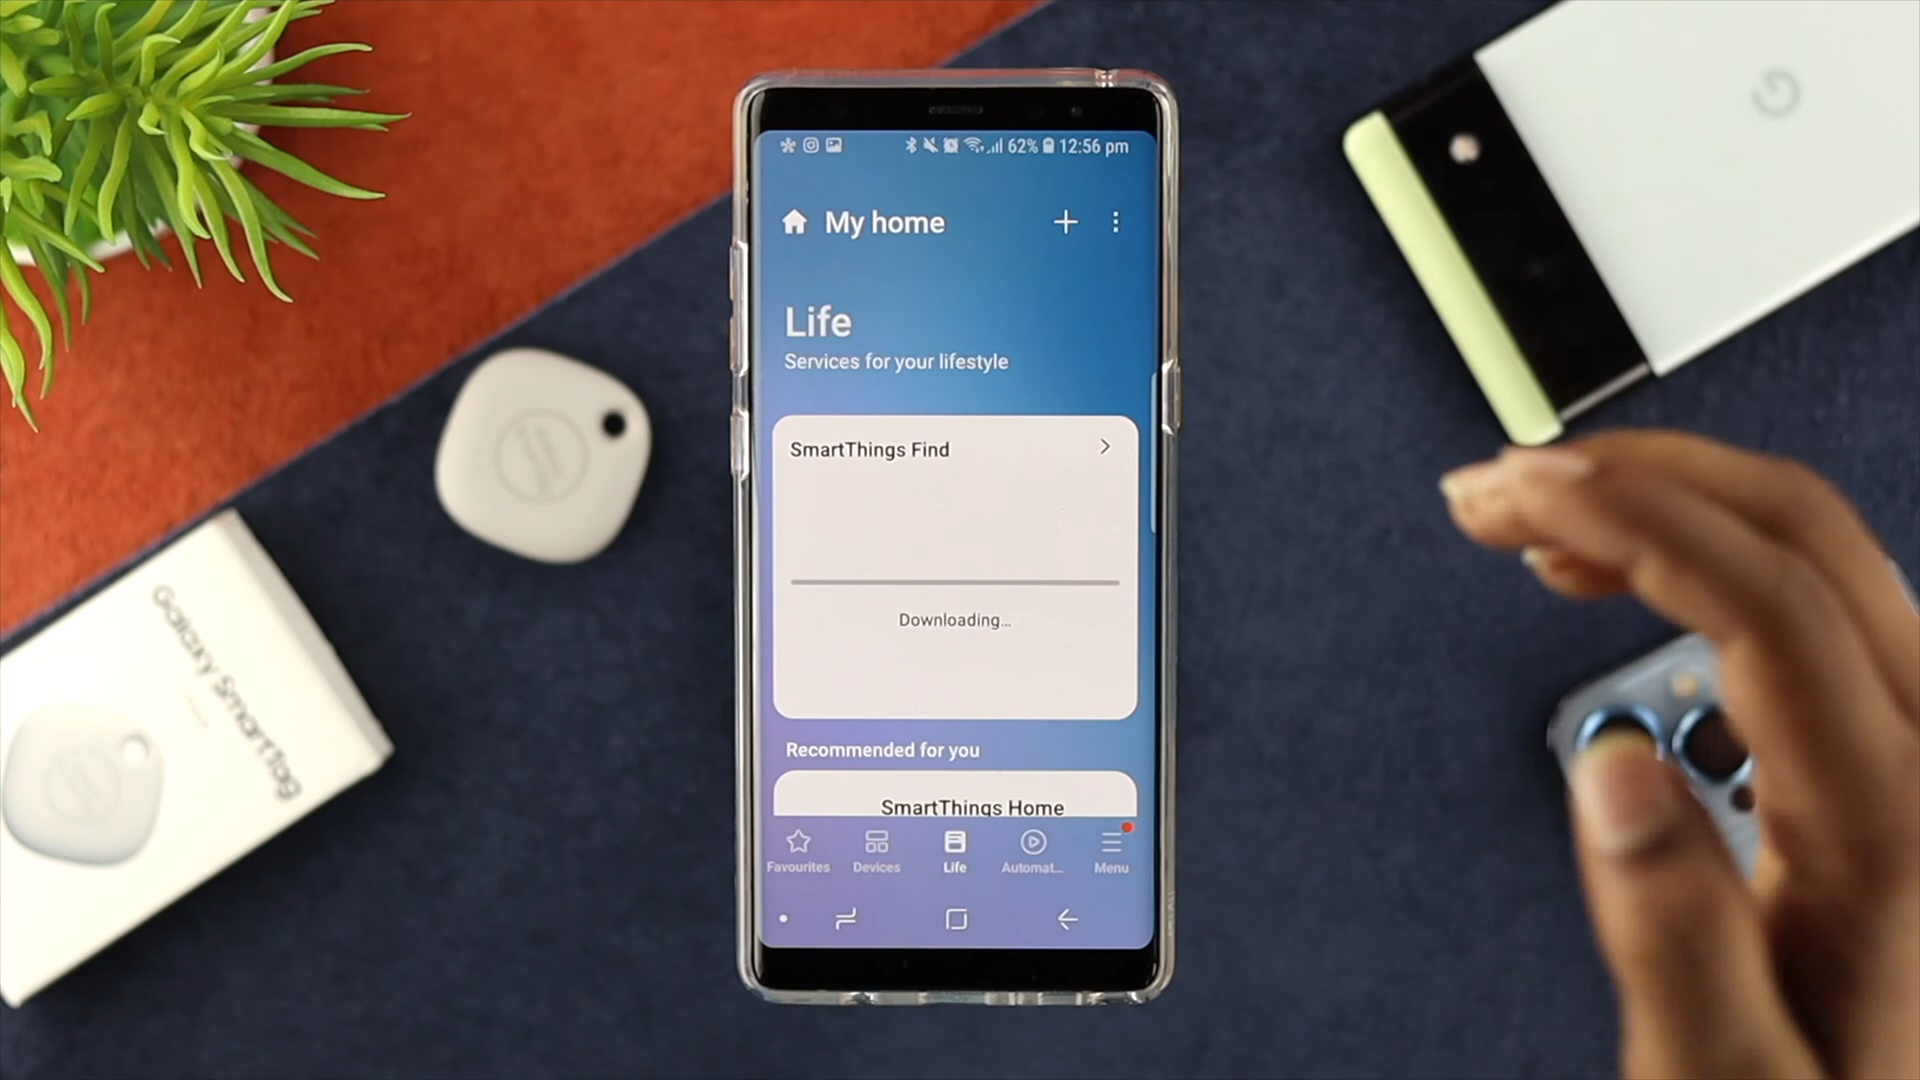 62% 12:56 pm
My home
Life
Services for your lifestyle
SmartThings Find
Downloading...
Recommended for you
SmartThings Home
Favourites
Devices
Life
Automat...
Menu
Galaxy SmartTag